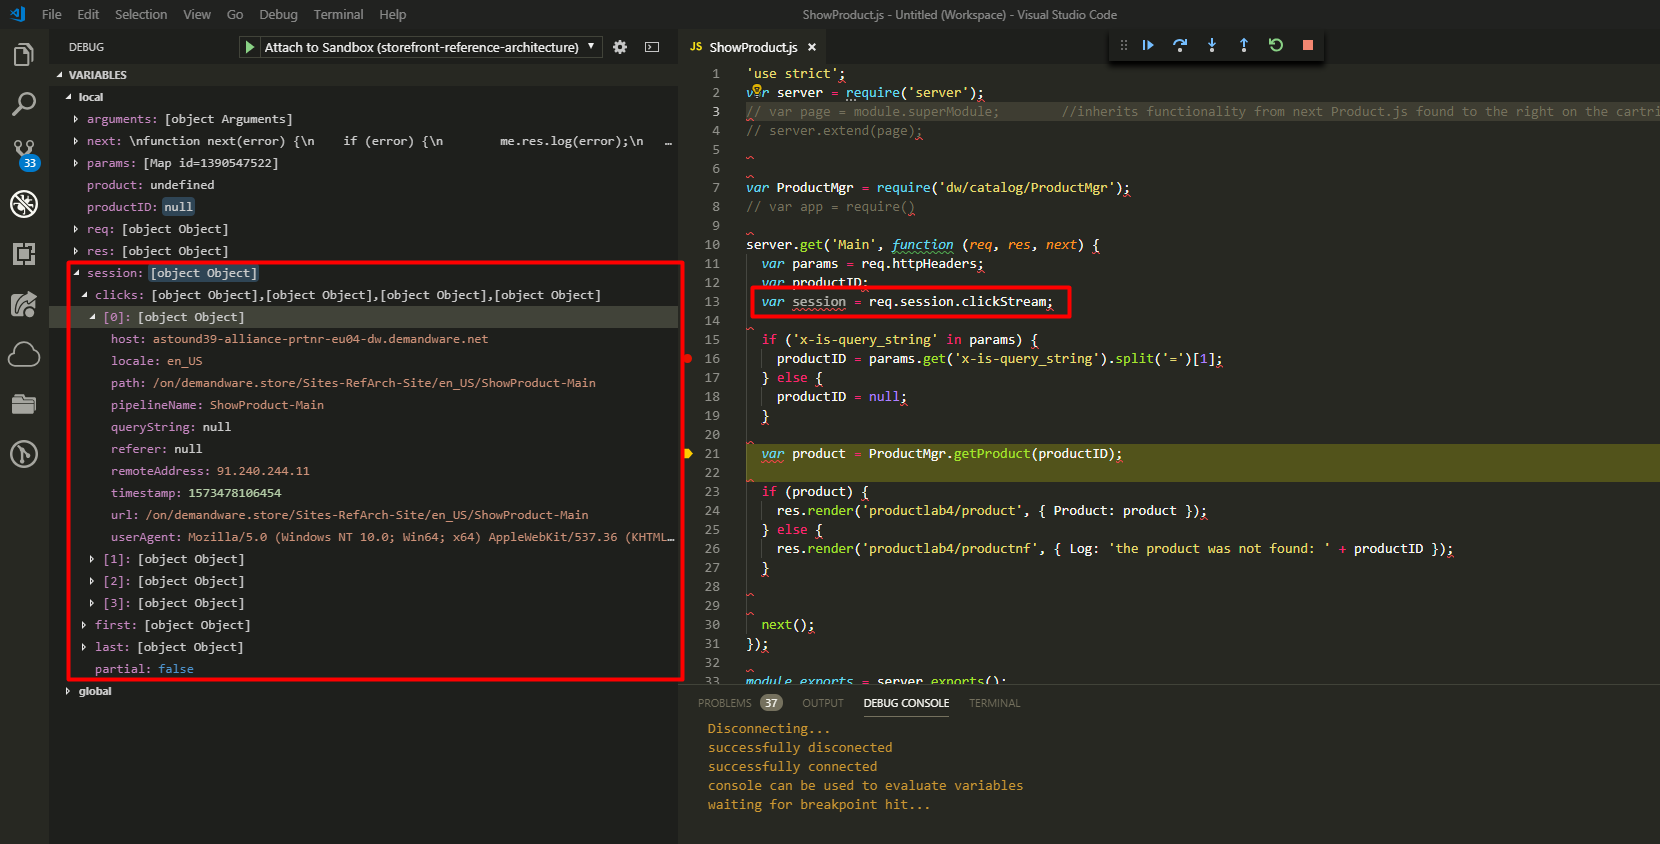 File Edit Selection View Go Debug Terminal Help
ShowProduct.js - Untitled (Workspace) - Visual Studio Code
DEBUG
Attach to Sandbox (storefront-reference-architecture)
VARIABLES
local
arguments: [object Arguments]
next: \nfunction next(error) {\n    if (error) {\n        me.res.log(error);\n  …
params: [Map id=1390547522]
product: undefined
productID: null
req: [object Object]
res: [object Object]
session: [object Object]
clicks: [object Object],[object Object],[object Object],[object Object]
[0]: [object Object]
host: astound39-alliance-prtnr-eu04-dw.demandware.net
locale: en_US
path: /on/demandware.store/Sites-RefArch-Site/en_US/ShowProduct-Main
pipelineName: ShowProduct-Main
queryString: null
referer: null
remoteAddress: 91.240.244.11
timestamp: 1573478106454
url: /on/demandware.store/Sites-RefArch-Site/en_US/ShowProduct-Main
userAgent: Mozilla/5.0 (Windows NT 10.0; Win64; x64) AppleWebKit/537.36 (KHTML…
[1]: [object Object]
[2]: [object Object]
[3]: [object Object]
first: [object Object]
last: [object Object]
partial: false
global
33
JS ShowProduct.js ×
1 'use strict';
2 var server = require('server');
3 // var page = module.superModule;        //inherits functionality from next Product.js found to the right on the cartri
4 // server.extend(page);
5
6
7 var ProductMgr = require('dw/catalog/ProductMgr');
8 // var app = require()
9
10 server.get('Main', function (req, res, next) {
11   var params = req.httpHeaders;
12   var productID;
13   var session = req.session.clickStream;
14
15   if ('x-is-query_string' in params) {
16     productID = params.get('x-is-query_string').split('=')[1];
17   } else {
18     productID = null;
19   }
20
21   var product = ProductMgr.getProduct(productID);
22
23   if (product) {
24     res.render('productlab4/product', { Product: product });
25   } else {
26     res.render('productlab4/productnf', { Log: 'the product was not found: ' + productID });
27   }
28
29
30   next();
31 });
32
33 module.exports = server.exports();
PROBLEMS 37 OUTPUT DEBUG CONSOLE TERMINAL
Disconnecting...
successfully disconected
successfully connected
console can be used to evaluate variables
waiting for breakpoint hit...